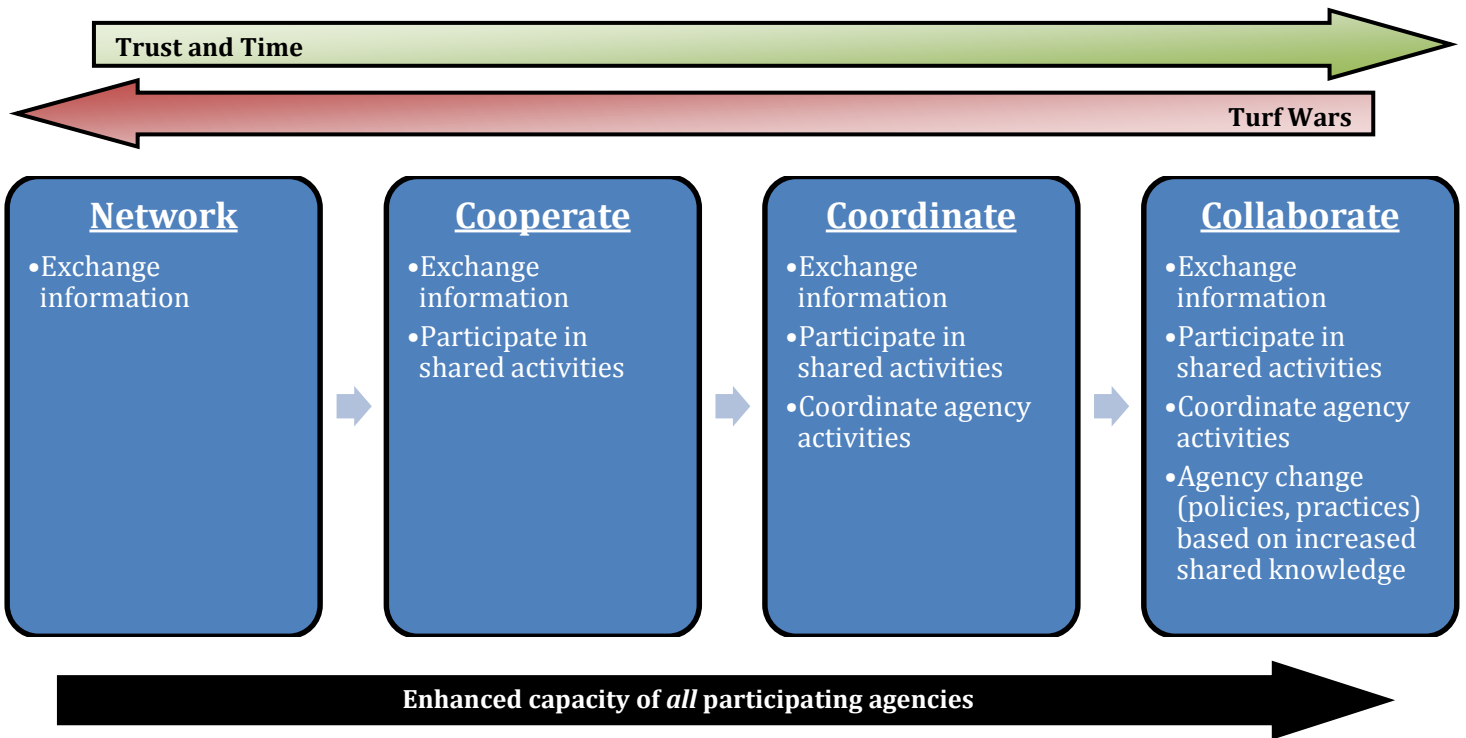 Trust and Time
Turf Wars
Network
•Exchange
information
Cooperate
•Exchange
information
•Participate in
shared activities
Coordinate
•Exchange
information
•Participate in
shared activities
•Coordinate agency
activities
Collaborate
•Exchange
information
•Participate in
shared activities
•Coordinate agency
activities
•Agency change
(policies, practices)
based on increased
shared knowledge
Enhanced capacity of all participating agencies